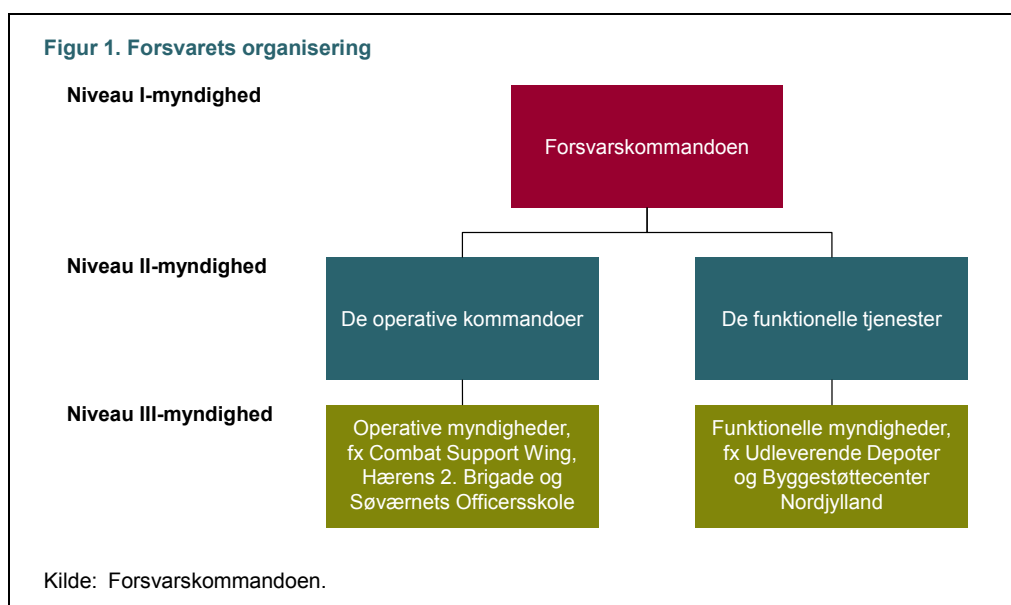 Figur 1. Forsvarets organisering
Niveau I-myndighed
Forsvarskommandoen
Niveau II-myndighed
De operative kommandoer
De funktionelle tjenester
Niveau III-myndighed
Operative myndigheder,
fx Combat Support Wing,
Hærens 2. Brigade og
Søværnets Officersskole
Funktionelle myndigheder,
fx Udleverende Depoter
og Byggestøttecenter
Nordjylland
Kilde: Forsvarskommandoen.